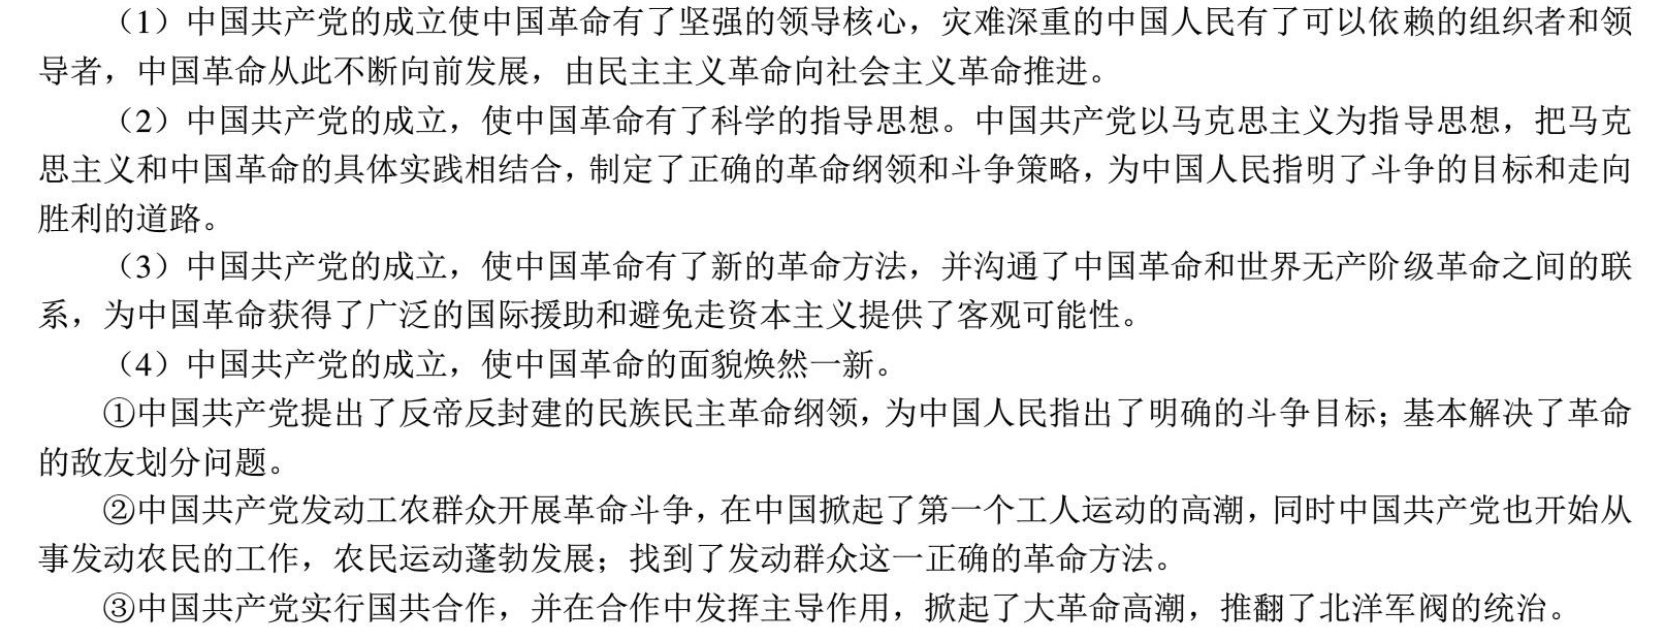 （1）中国共产党的成立使中国革命有了坚强的领导核心，灾难深重的中国人民有了可以依赖的组织者和领
导者，中国革命从此不断向前发展，由民主主义革命向社会主义革命推进。
（2）中国共产党的成立，使中国革命有了科学的指导思想。中国共产党以马克思主义为指导思想，把马克
思主义和中国革命的具体实践相结合，制定了正确的革命纲领和斗争策略，为中国人民指明了斗争的目标和走向
胜利的道路。
（3）中国共产党的成立，使中国革命有了新的革命方法，并沟通了中国革命和世界无产阶级革命之间的联
系，为中国革命获得了广泛的国际援助和避免走资本主义提供了客观可能性。
（4）中国共产党的成立，使中国革命的面貌焕然一新。
①中国共产党提出了反帝反封建的民族民主革命纲领，为中国人民指出了明确的斗争目标；基本解决了革命
的敌友划分问题。
②中国共产党发动工农群众开展革命斗争，在中国掀起了第一个工人运动的高潮，同时中国共产党也开始从
事发动农民的工作，农民运动蓬勃发展；找到了发动群众这一正确的革命方法。
③中国共产党实行国共合作，并在合作中发挥主导作用，掀起了大革命高潮，推翻了北洋军阀的统治。